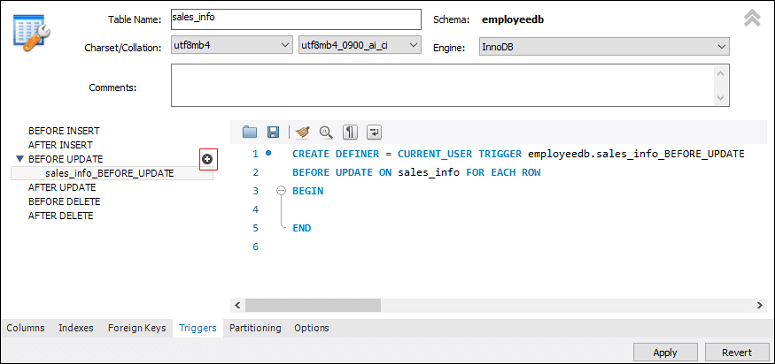 Table Name: sales_info Schema: employeedb
Charset/Collation: utf8mb4 utf8mb4_0900_ai_ci Engine: InnoDB
Comments:
BEFORE INSERT
AFTER INSERT
BEFORE UPDATE
sales_info_BEFORE_UPDATE
AFTER UPDATE
BEFORE DELETE
AFTER DELETE
1 CREATE DEFINER = CURRENT_USER TRIGGER employeedb.sales_info_BEFORE_UPDATE
2 BEFORE UPDATE ON sales_info FOR EACH ROW
3 BEGIN
4
5 END
6
Columns Indexes Foreign Keys Triggers Partitioning Options
Apply Revert